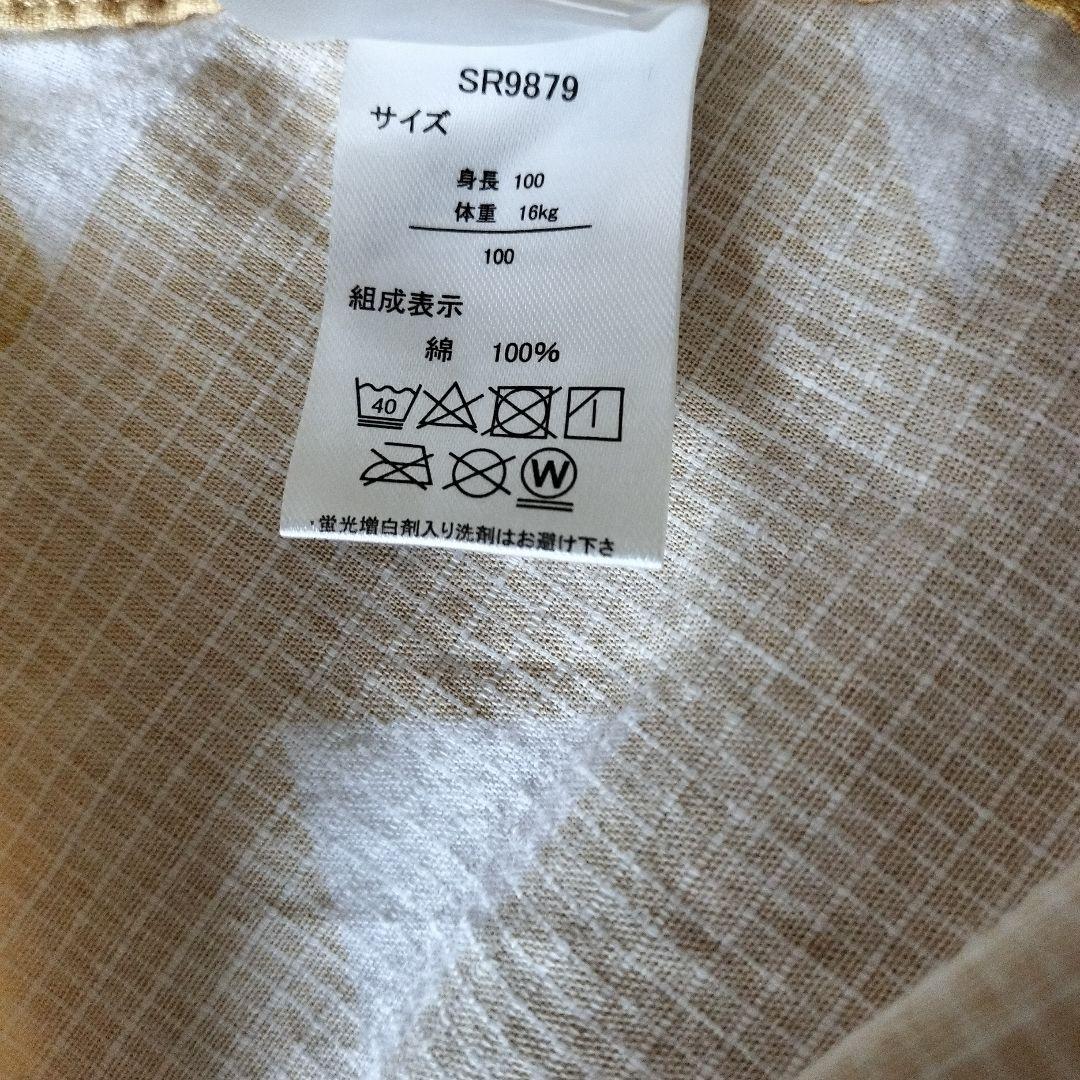 SR9879
サイズ
身長 100
体重 16kg
100
組成表示
綿 100%
40
W
・蛍光増白剤入り洗剤はお避け下さ